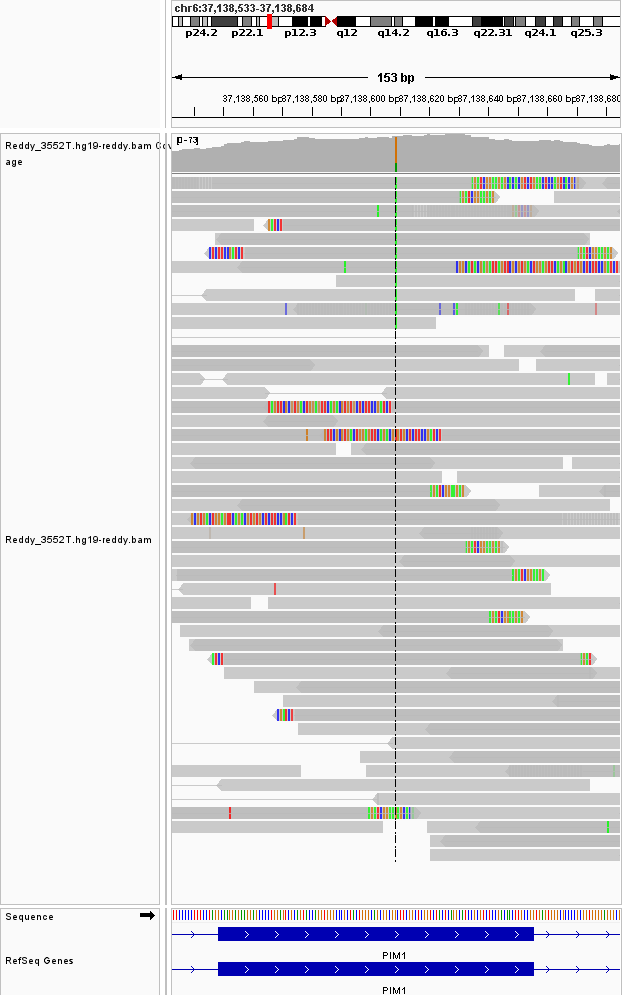 chr6:37,138,533-37,138,684
p24.2 p22.1 p12.3 q12 q14.2 q16.3 q22.31 q24.1 q25.3
153 bp
37,138,560 bp 37,138,580 bp 37,138,600 bp 37,138,620 bp 37,138,640 bp 37,138,660 bp 37,138,680
Reddy_3552T.hg19-reddy.bam Cov
age
[0-73]
Reddy_3552T.hg19-reddy.bam
Sequence
RefSeq Genes
PIM1
PIM1